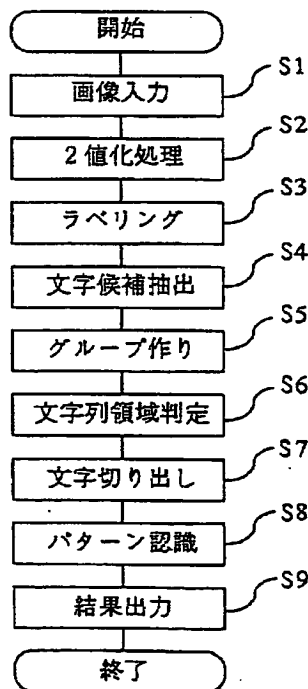 開始
画像入力 S1
2値化処理 S2
ラベリング S3
文字候補抽出 S4
グループ作り S5
文字列領域判定 S6
文字切り出し S7
パターン認識 S8
結果出力 S9
終了